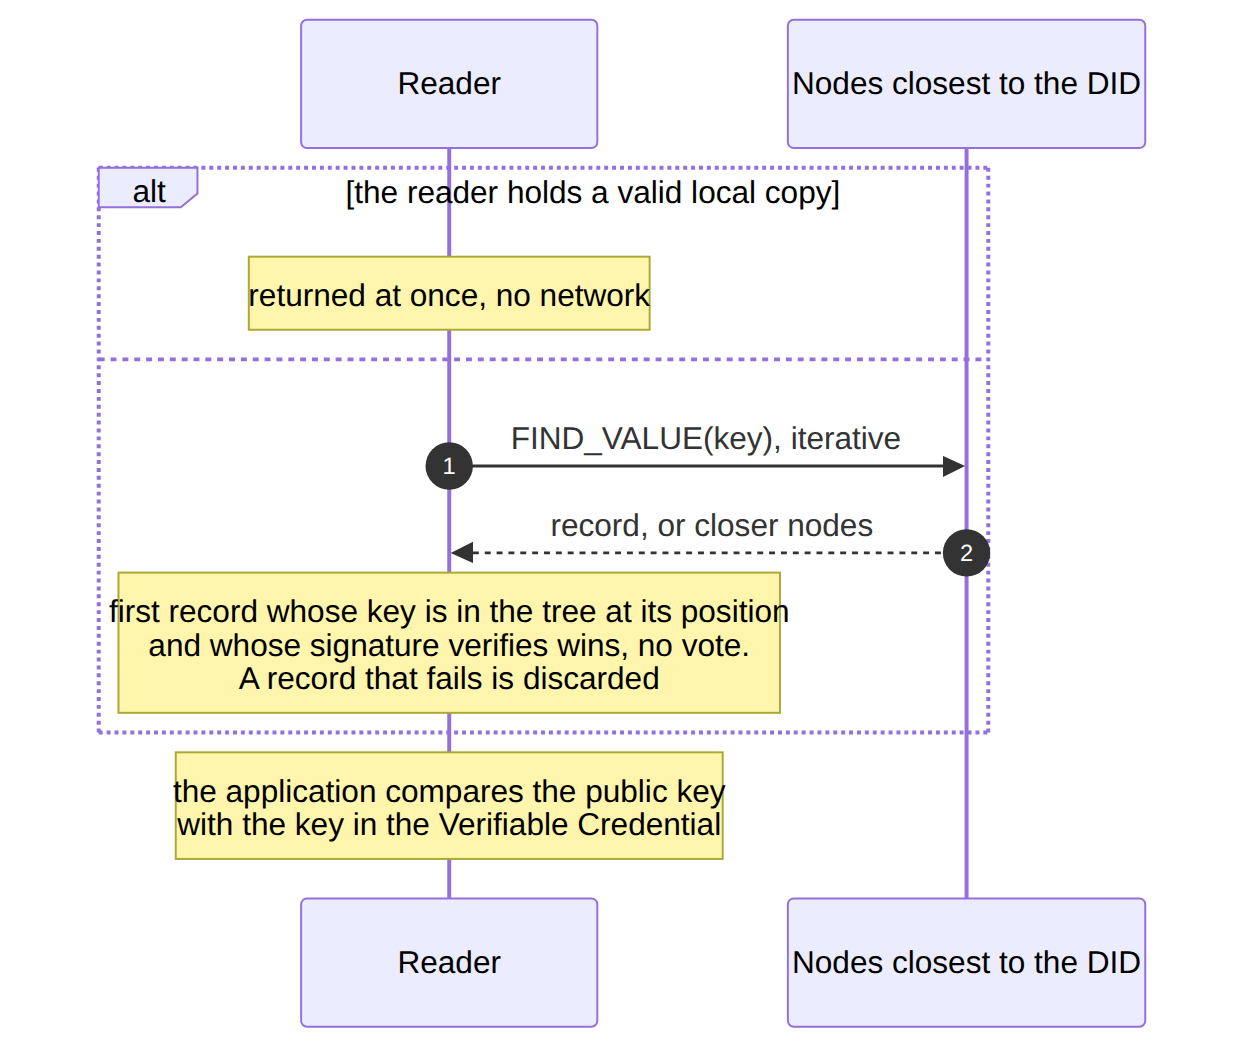 Reader
Nodes closest to the DID
alt
[the reader holds a valid local copy]
returned at once, no network
FIND_VALUE(key), iterative
1
record, or closer nodes
2
first record whose key is in the tree at its position
and whose signature verifies wins, no vote.
A record that fails is discarded
the application compares the public key
with the key in the Verifiable Credential
Reader
Nodes closest to the DID